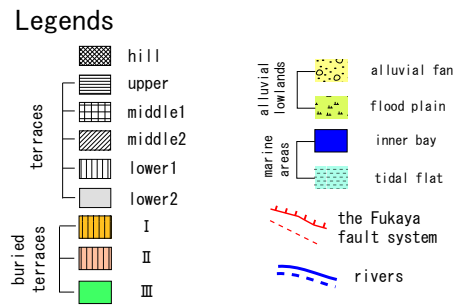 Legends
hill
upper
middle1
middle2
lower1
lower2
terraces
Ⅰ
Ⅱ
Ⅲ
buried
terraces
alluvial fan
flood plain
alluvial
lowlands
inner bay
tidal flat
marine
areas
the Fukaya
fault system
rivers